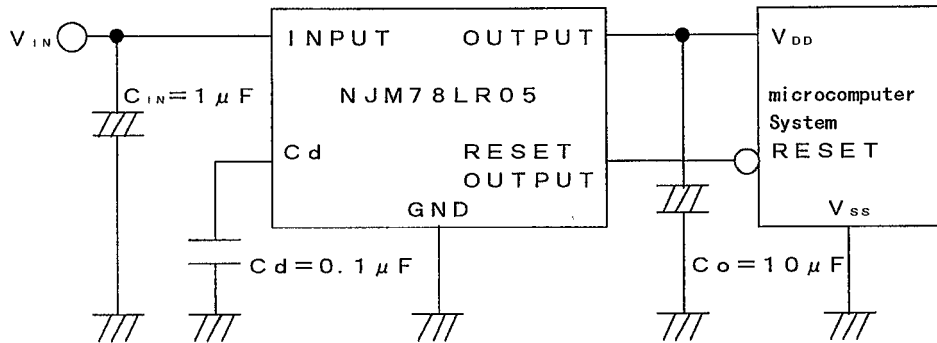 VIN
INPUT
OUTPUT
VDD
CIN=1μF
NJM78LR05
microcomputer
System
Cd
RESET
OUTPUT
RESET
GND
VSS
Cd=0.1μF
Co=10μF